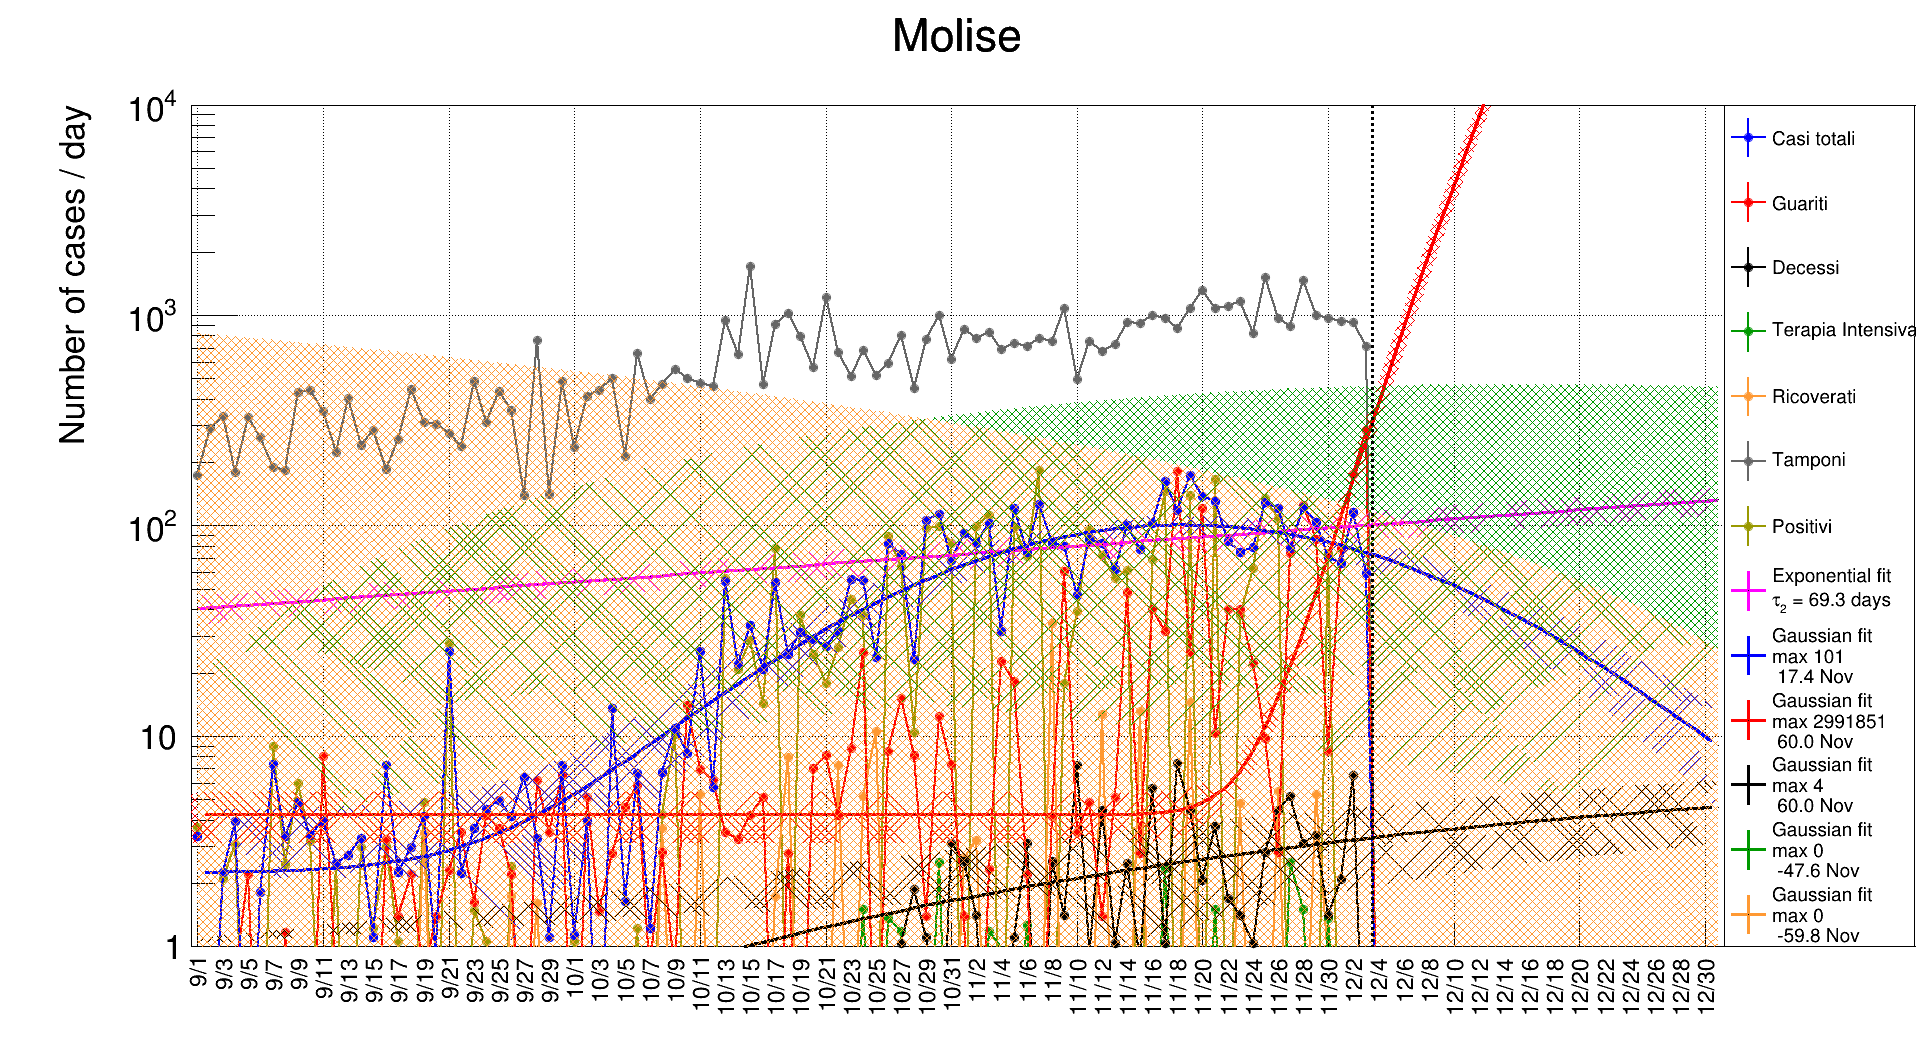 Molise
Number of cases / day
10^4
10^3
10^2
10
1
9/1
9/3
9/5
9/7
9/9
9/11
9/13
9/15
9/17
9/19
9/21
9/23
9/25
9/27
9/29
10/1
10/3
10/5
10/7
10/9
10/11
10/13
10/15
10/17
10/19
10/21
10/23
10/25
10/27
10/29
10/31
11/2
11/4
11/6
11/8
11/10
11/12
11/14
11/16
11/18
11/20
11/22
11/24
11/26
11/28
11/30
12/2
12/4
12/6
12/8
12/10
12/12
12/14
12/16
12/18
12/20
12/22
12/24
12/26
12/28
12/30
Casi totali
Guariti
Decessi
Terapia Intensiva
Ricoverati
Tamponi
Positivi
Exponential fit
τ2 = 69.3 days
Gaussian fit
max 101
17.4 Nov
Gaussian fit
max 2991851
60.0 Nov
Gaussian fit
max 4
60.0 Nov
Gaussian fit
max 0
-47.6 Nov
Gaussian fit
max 0
-59.8 Nov